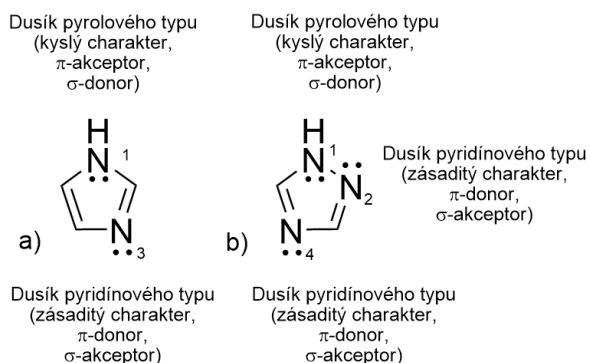 Dusík pyrolového typu
(kyslý charakter,
π-akceptor,
σ-donor)
Dusík pyrolového typu
(kyslý charakter,
π-akceptor,
σ-donor)
H
N 1
N
3
a)
H
N 1
N 2
N
4
b)
Dusík pyridínového typu
(zásaditý charakter,
π-donor,
σ-akceptor)
Dusík pyridínového typu
(zásaditý charakter,
π-donor,
σ-akceptor)
Dusík pyridínového typu
(zásaditý charakter,
π-donor,
σ-akceptor)